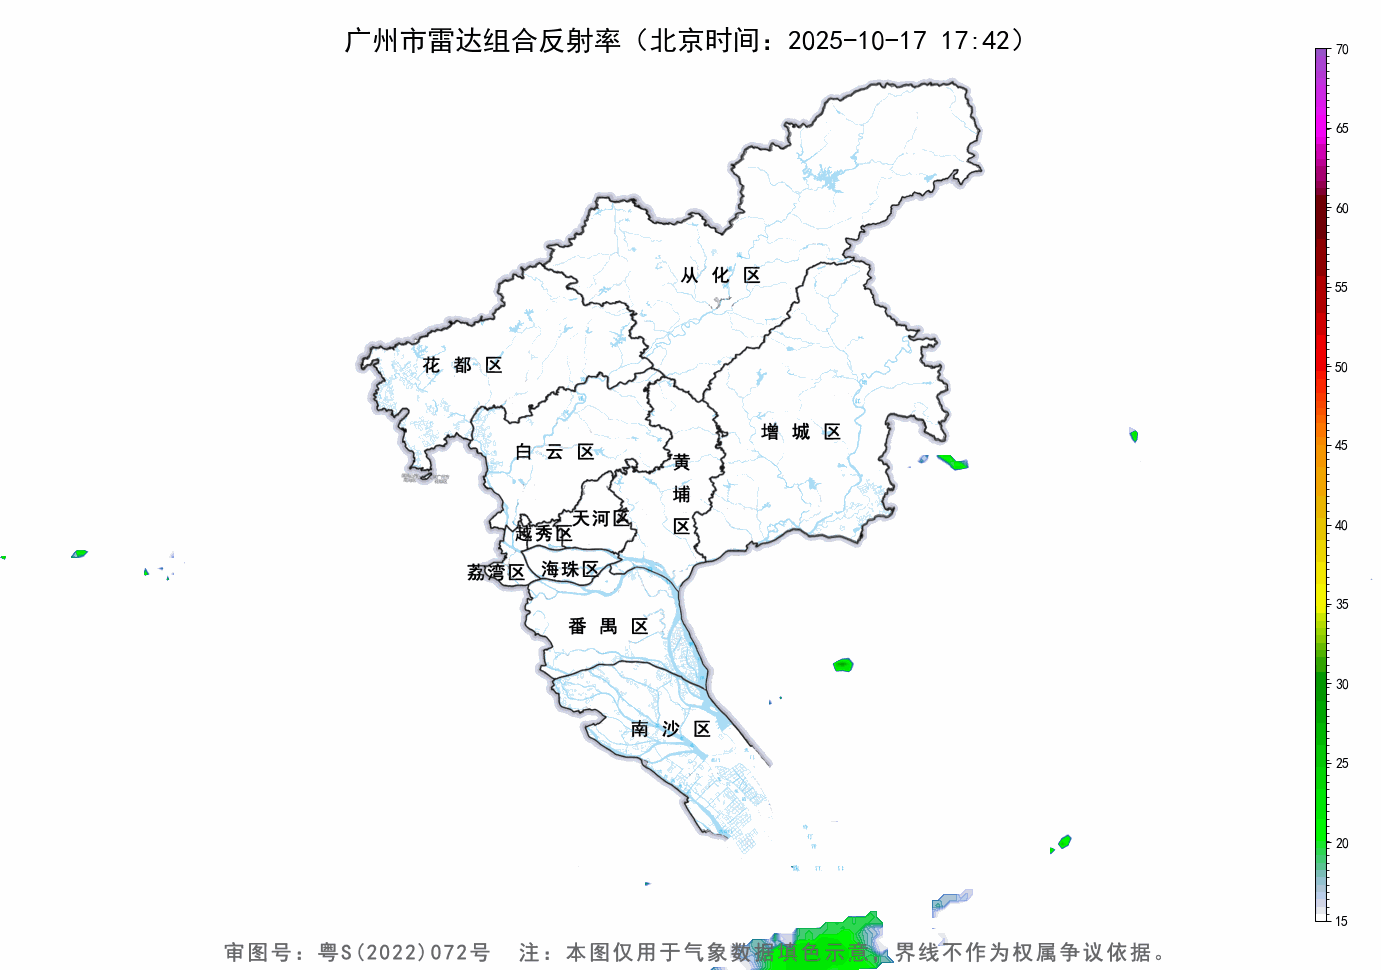 广州市雷达组合反射率（北京时间：2025-10-17 17:42）
70
65
60
55
50
45
40
35
30
25
20
15
从化区
花都区
增城区
白云区
黄埔区
天河区
越秀区
荔湾区
海珠区
番禺区
南沙区
审图号：粤S(2022)072号　注：本图仅用于气象数据填色示意，界线不作为权属争议依据。